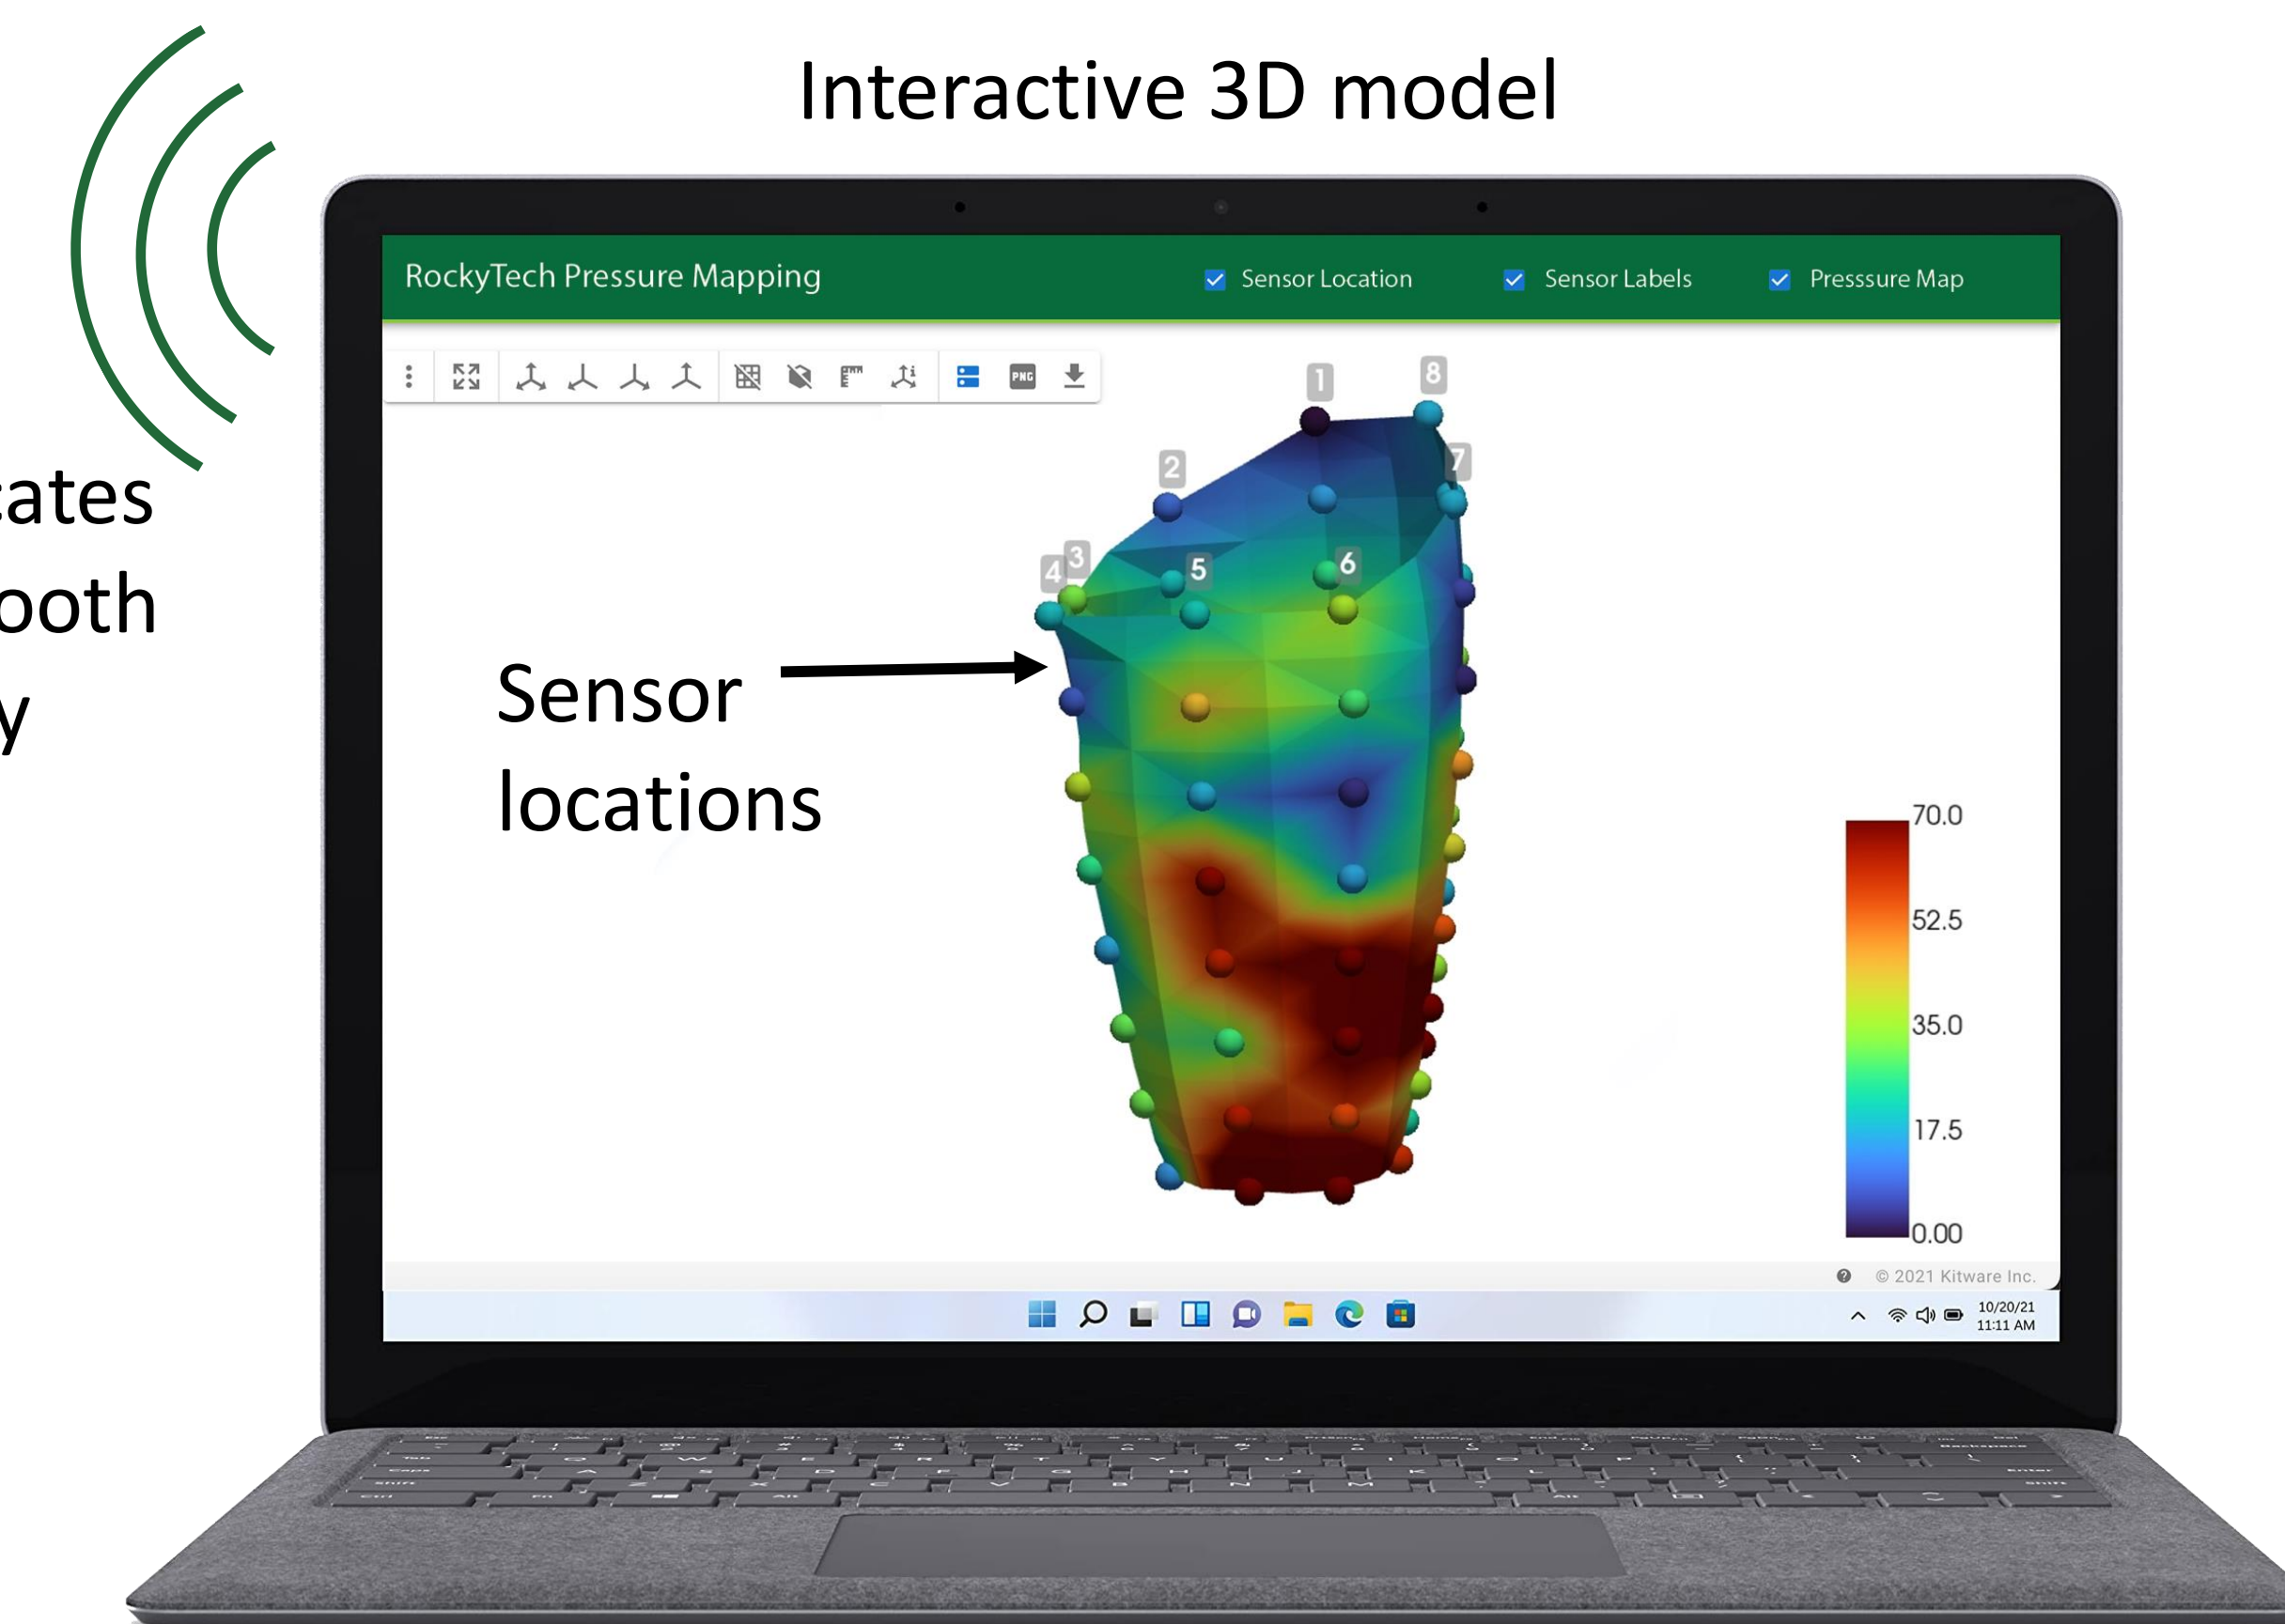 Interactive 3D model
RockyTech Pressure Mapping
Sensor Location
Sensor Labels
Presssure Map
PNG
1
8
2
7
3
4
5
6
cates
ooth
y
Sensor
locations
70.0
52.5
35.0
17.5
0.00
© 2021 Kitware Inc.
10/20/21
11:11 AM